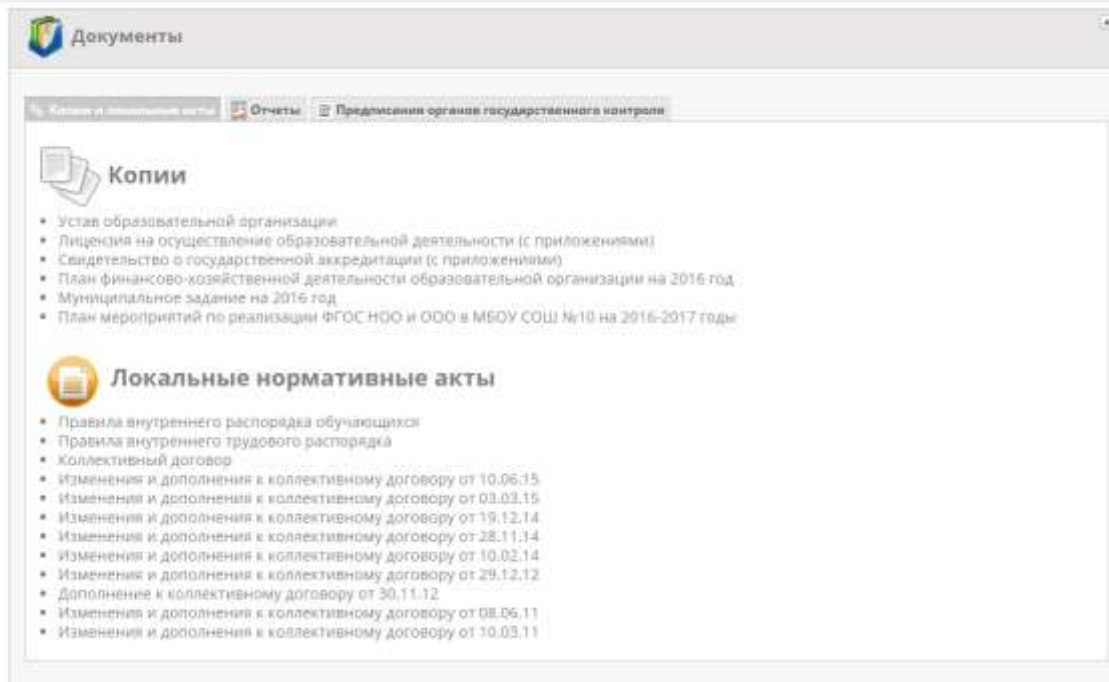 Документы
Копии и локальные акты
Отчеты
Предписания органов государственного контроля
Копии
Устав образовательной организации
Лицензия на осуществление образовательной деятельности (с приложениями)
Свидетельство о государственной аккредитации (с приложениями)
План финансово-хозяйственной деятельности образовательной организации на 2016 год
Муниципальное задание на 2016 год
План мероприятий по реализации ФГОС НОО и ООО в МБОУ СОШ №10 на 2016-2017 годы
Локальные нормативные акты
Правила внутреннего распорядка обучающихся
Правила внутреннего трудового распорядка
Коллективный договор
Изменения и дополнения к коллективному договору от 10.06.15
Изменения и дополнения к коллективному договору от 03.03.15
Изменения и дополнения к коллективному договору от 19.12.14
Изменения и дополнения к коллективному договору от 28.11.14
Изменения и дополнения к коллективному договору от 10.02.14
Изменения и дополнения к коллективному договору от 29.12.12
Дополнение к коллективному договору от 30.11.12
Изменения и дополнения к коллективному договору от 08.06.11
Изменения и дополнения к коллективному договору от 10.03.11